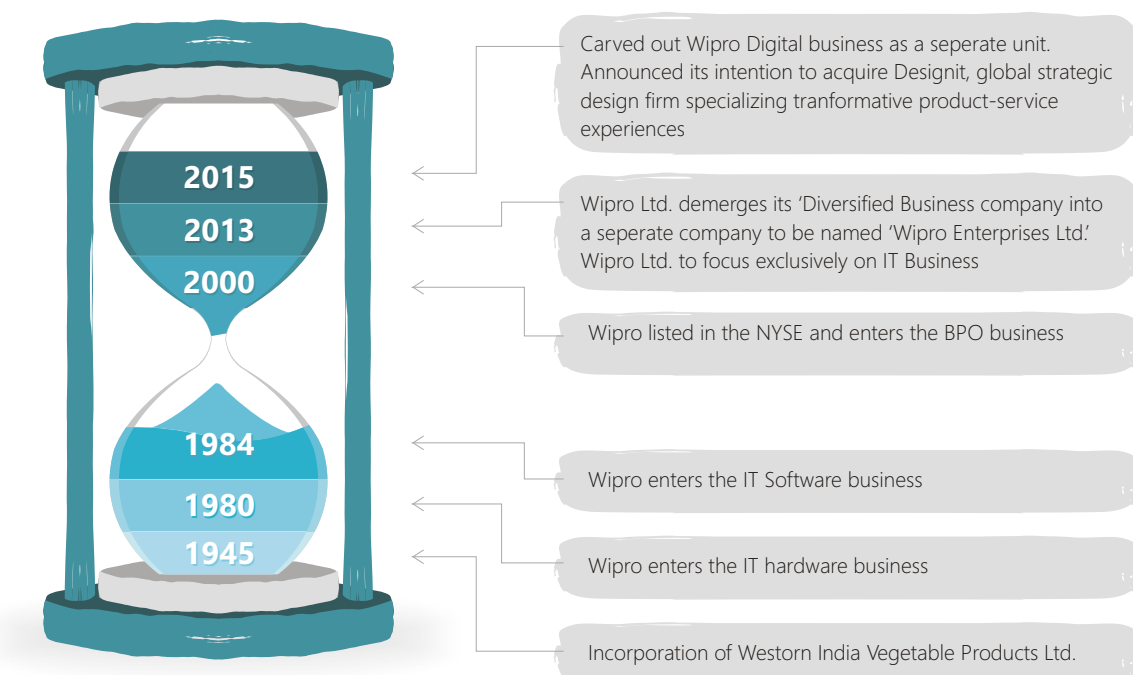 2015
Carved out Wipro Digital business as a seperate unit.
Announced its intention to acquire Designit, global strategic
design firm specializing tranformative product-service
experiences
2013
Wipro Ltd. demerges its ‘Diversified Business company into
a seperate company to be named ‘Wipro Enterprises Ltd.’
Wipro Ltd. to focus exclusively on IT Business
2000
Wipro listed in the NYSE and enters the BPO business
1984
Wipro enters the IT Software business
1980
Wipro enters the IT hardware business
1945
Incorporation of Westorn India Vegetable Products Ltd.